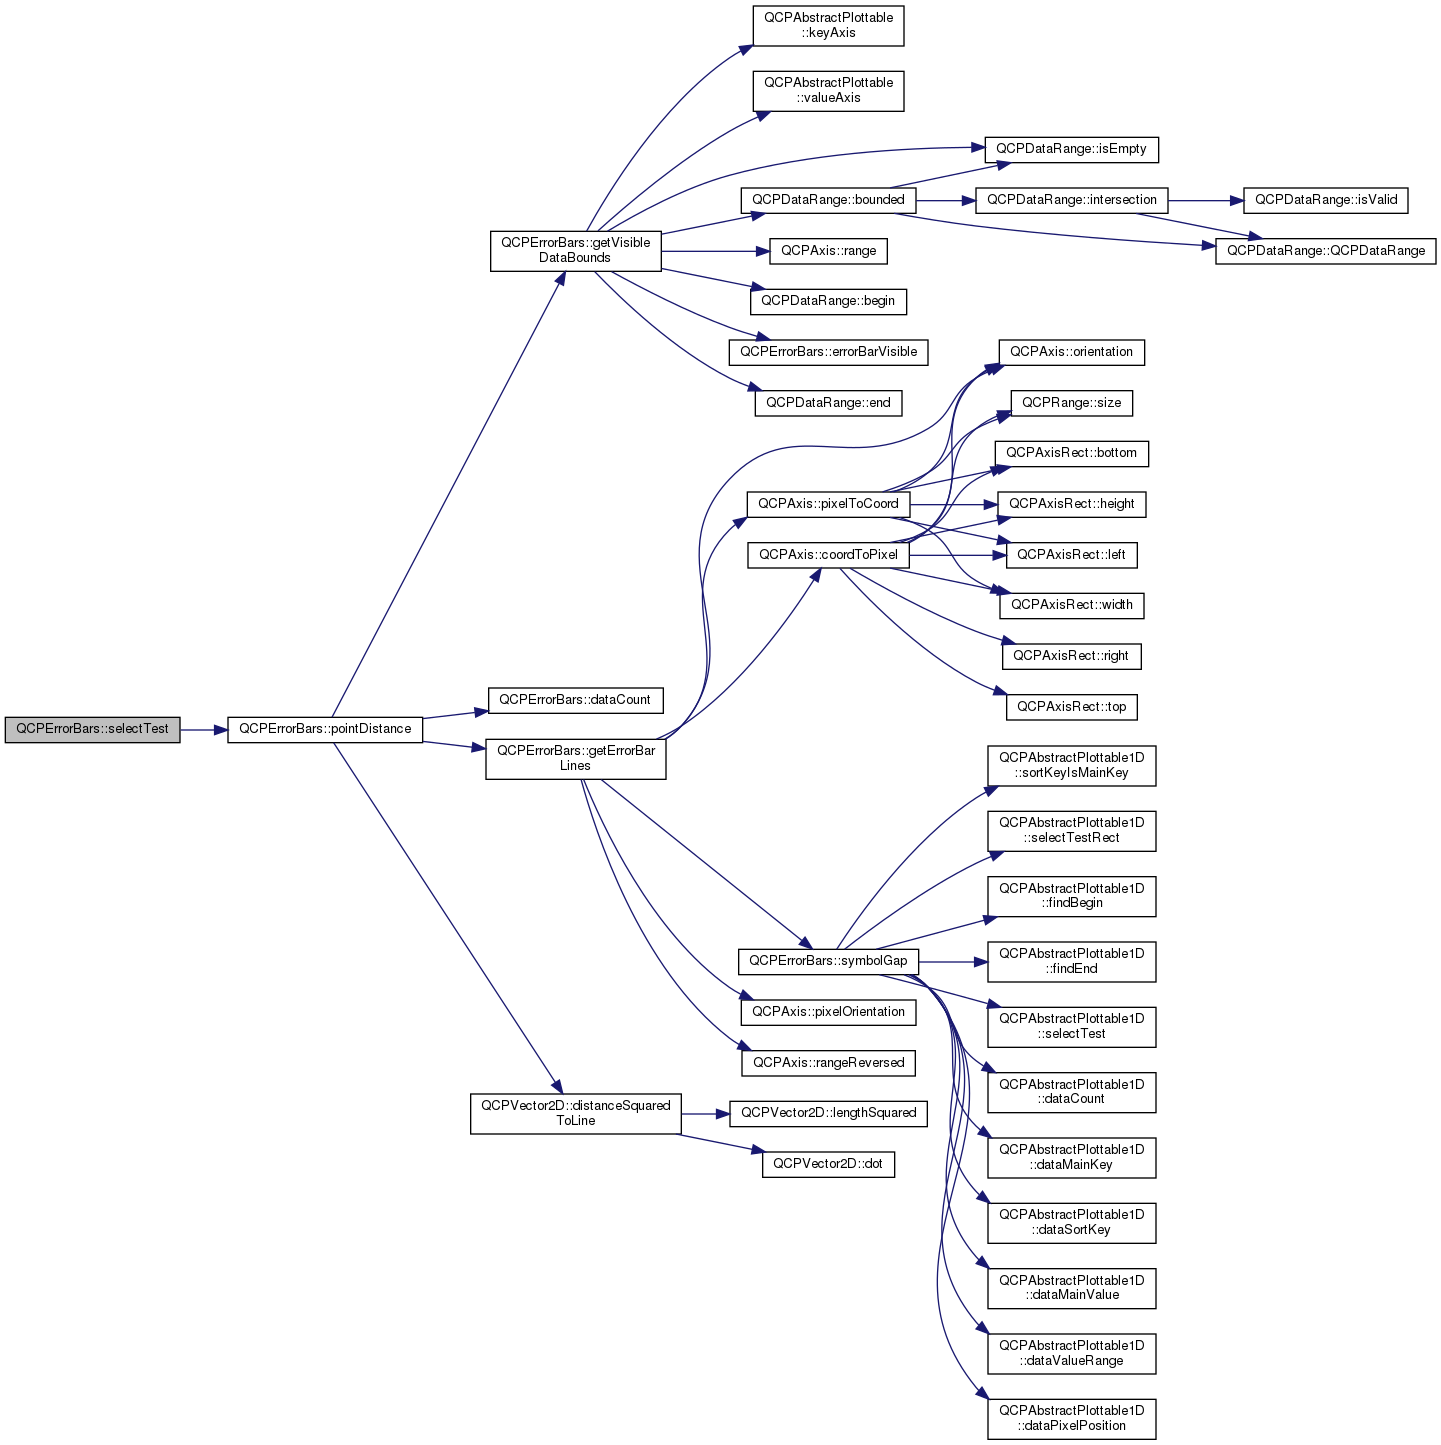 QCPErrorBars::selectTest
QCPErrorBars::pointDistance
QCPErrorBars::getVisible
DataBounds
QCPErrorBars::dataCount
QCPErrorBars::getErrorBar
Lines
QCPVector2D::distanceSquared
ToLine
QCPAbstractPlottable
::keyAxis
QCPAbstractPlottable
::valueAxis
QCPDataRange::bounded
QCPAxis::range
QCPDataRange::begin
QCPErrorBars::errorBarVisible
QCPDataRange::end
QCPAxis::pixelToCoord
QCPAxis::coordToPixel
QCPErrorBars::symbolGap
QCPAxis::pixelOrientation
QCPAxis::rangeReversed
QCPVector2D::lengthSquared
QCPVector2D::dot
QCPDataRange::isEmpty
QCPDataRange::intersection
QCPAxis::orientation
QCPRange::size
QCPAxisRect::bottom
QCPAxisRect::height
QCPAxisRect::left
QCPAxisRect::width
QCPAxisRect::right
QCPAxisRect::top
QCPAbstractPlottable1D
::sortKeyIsMainKey
QCPAbstractPlottable1D
::selectTestRect
QCPAbstractPlottable1D
::findBegin
QCPAbstractPlottable1D
::findEnd
QCPAbstractPlottable1D
::selectTest
QCPAbstractPlottable1D
::dataCount
QCPAbstractPlottable1D
::dataMainKey
QCPAbstractPlottable1D
::dataSortKey
QCPAbstractPlottable1D
::dataMainValue
QCPAbstractPlottable1D
::dataValueRange
QCPAbstractPlottable1D
::dataPixelPosition
QCPDataRange::isValid
QCPDataRange::QCPDataRange